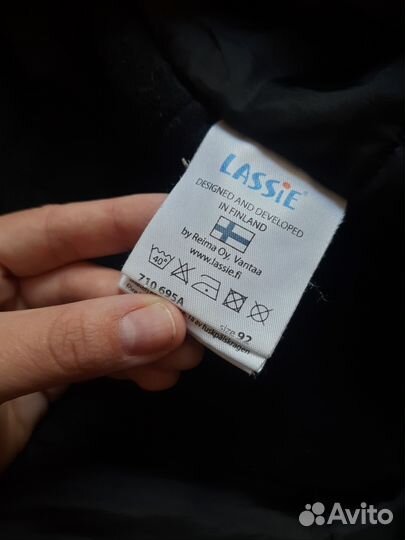 LASSiE
DESIGNED AND DEVELOPED
IN FINLAND
by Reima Oy, Vantaa
www.lassie.fi
40°
710 695A
size 92
Avito